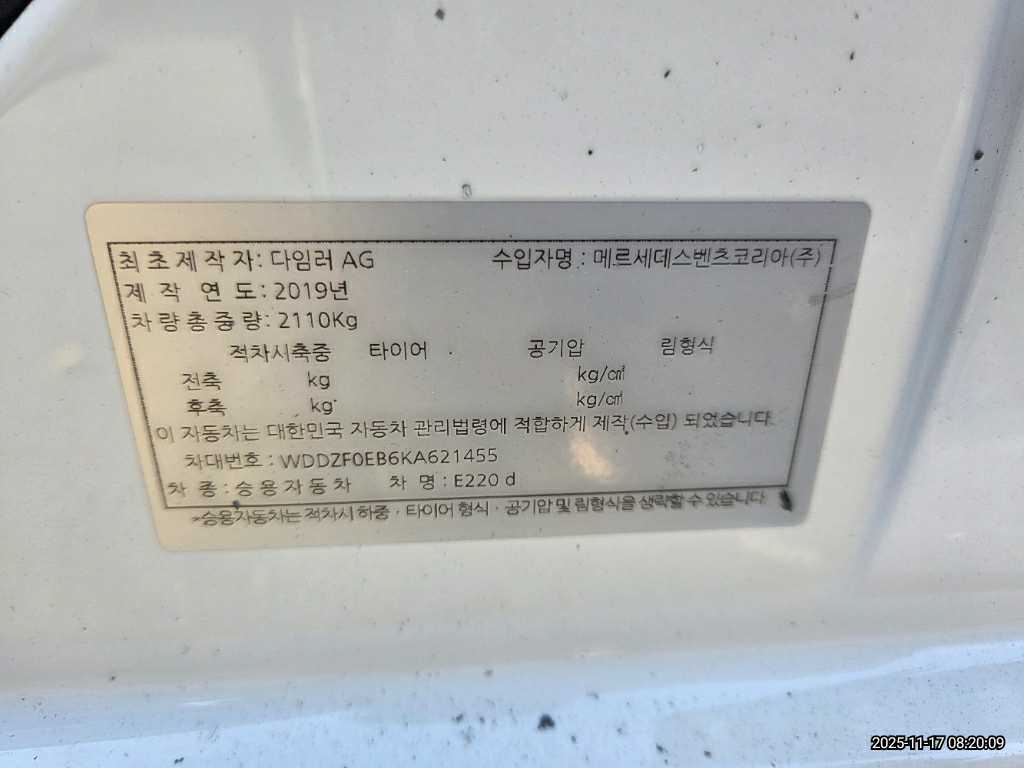 최초제작자: 다임러 AG 수입자명 : 메르세데스벤츠코리아(주)
제 작 연 도: 2019년
차량총중량: 2110Kg
적차시축중 타이어 공기압 림형식
전축 kg kg/㎠
후축 kg kg/㎠
이 자동차는 대한민국 자동차 관리법령에 적합하게 제작(수입) 되었습니다.
차대번호 : WDDZF0EB6KA621455
차 종 : 승용자동차 차 명 : E220 d
*승용자동차는 적차시 하중 · 타이어 형식 · 공기압 및 림형식을 생략할 수 있습니다.
2025-11-17 08:20:09